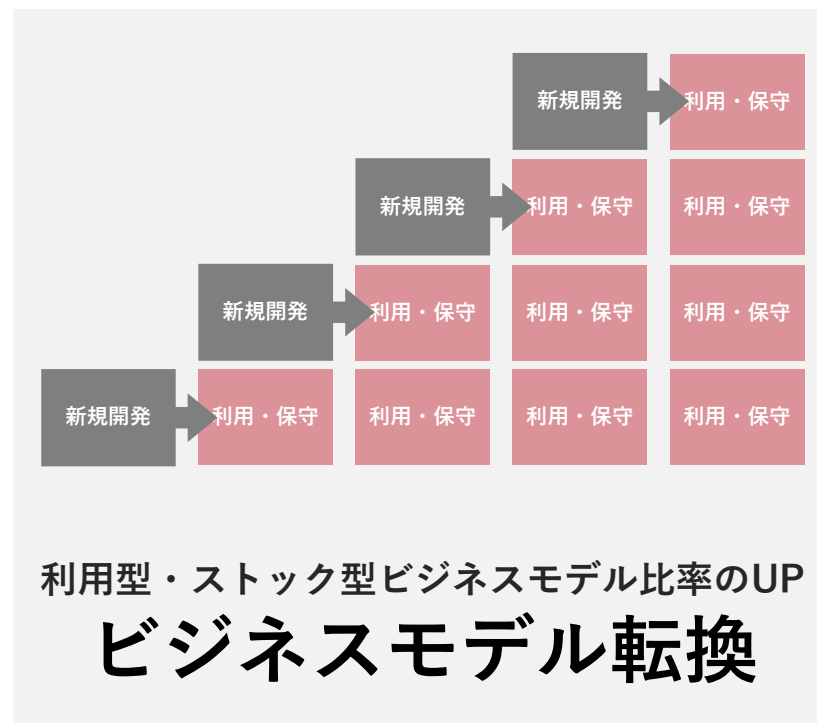 新規開発 利用・保守
新規開発 利用・保守 利用・保守
新規開発 利用・保守 利用・保守 利用・保守
新規開発 利用・保守 利用・保守 利用・保守 利用・保守
利用型・ストック型ビジネスモデル比率のUP
ビジネスモデル転換